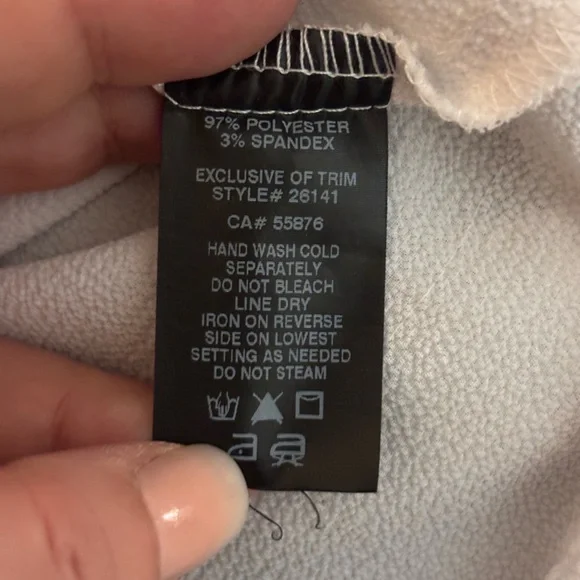 97% POLYESTER
3% SPANDEX
EXCLUSIVE OF TRIM
STYLE# 26141
CA# 55876
HAND WASH COLD
SEPARATELY
DO NOT BLEACH
LINE DRY
IRON ON REVERSE
SIDE ON LOWEST
SETTING AS NEEDED
DO NOT STEAM